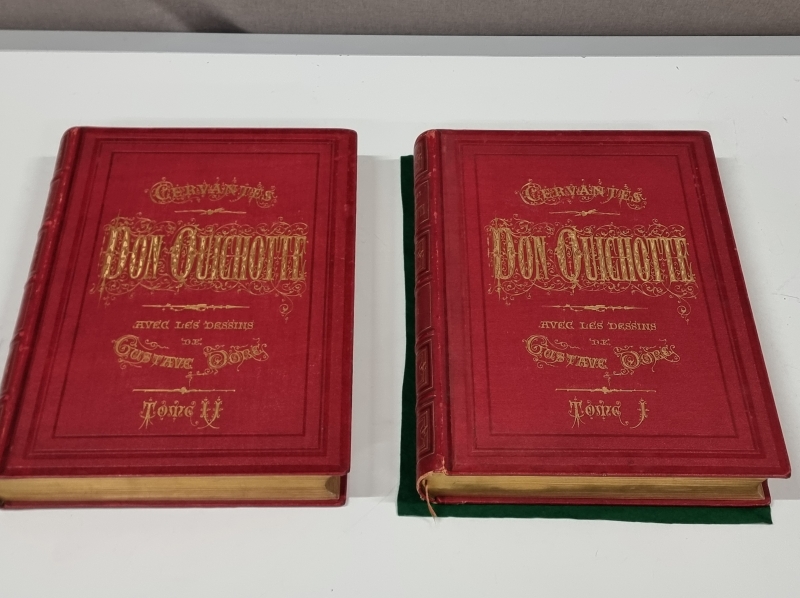 CERVANTES
DON QUICHOTTE
AVEC LES DESSINS
DE
GUSTAVE DORÉ
TOME II
CERVANTES
DON QUICHOTTE
AVEC LES DESSINS
DE
GUSTAVE DORÉ
TOME I